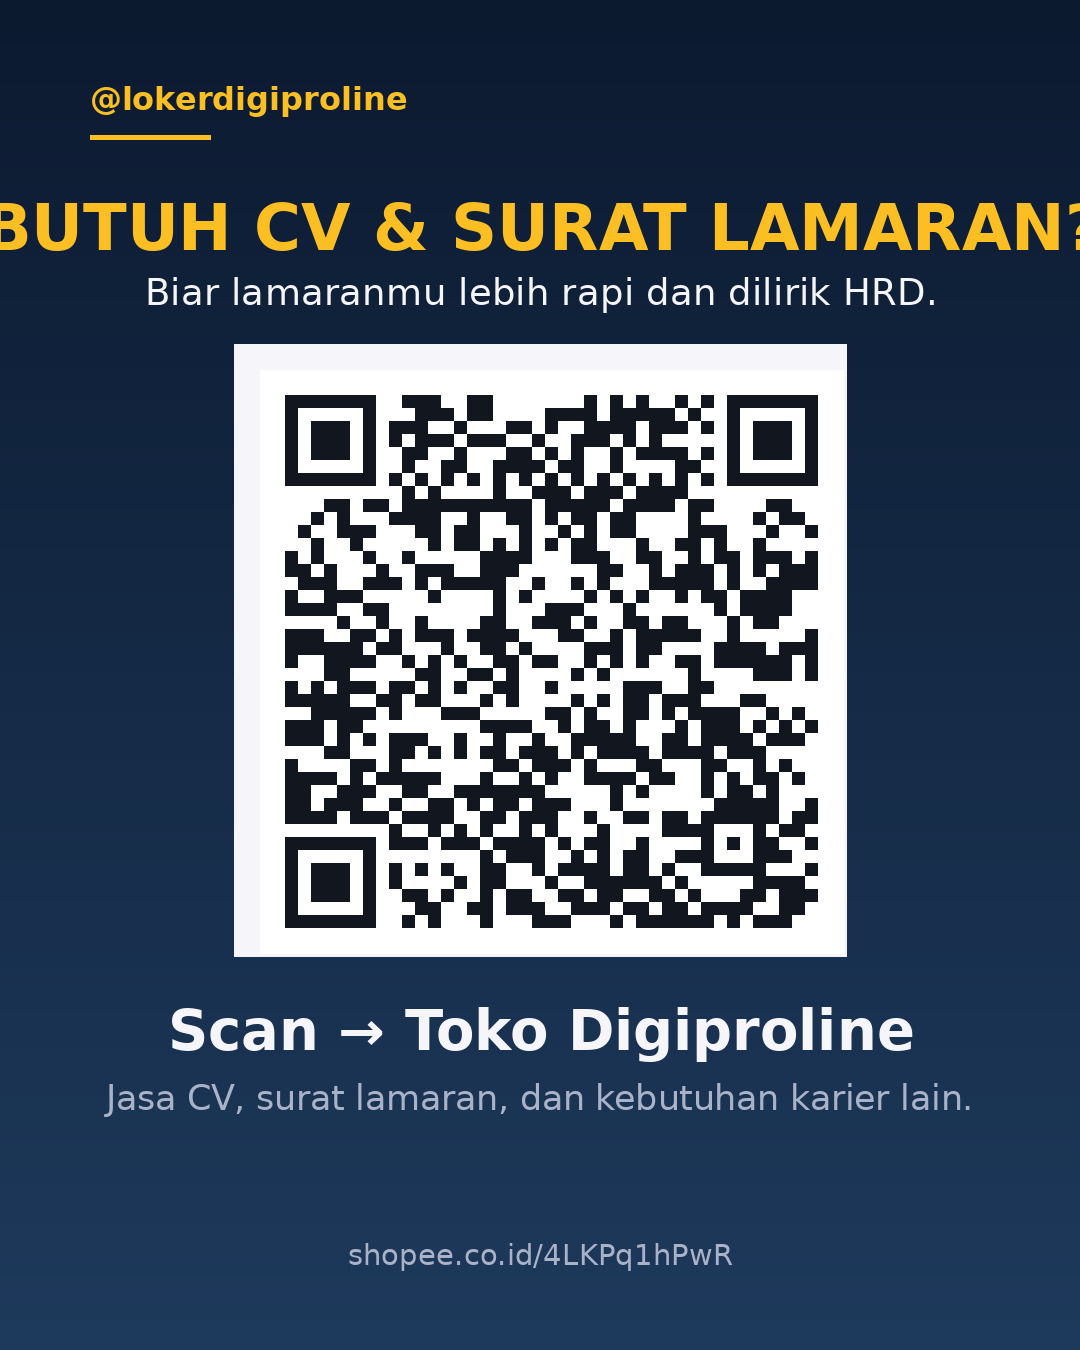 @lokerdigiproline
BUTUH CV & SURAT LAMARAN?
Biar lamaranmu lebih rapi dan dilirik HRD.
Scan → Toko Digiproline
Jasa CV, surat lamaran, dan kebutuhan karier lain.
shopee.co.id/4LKPq1hPwR